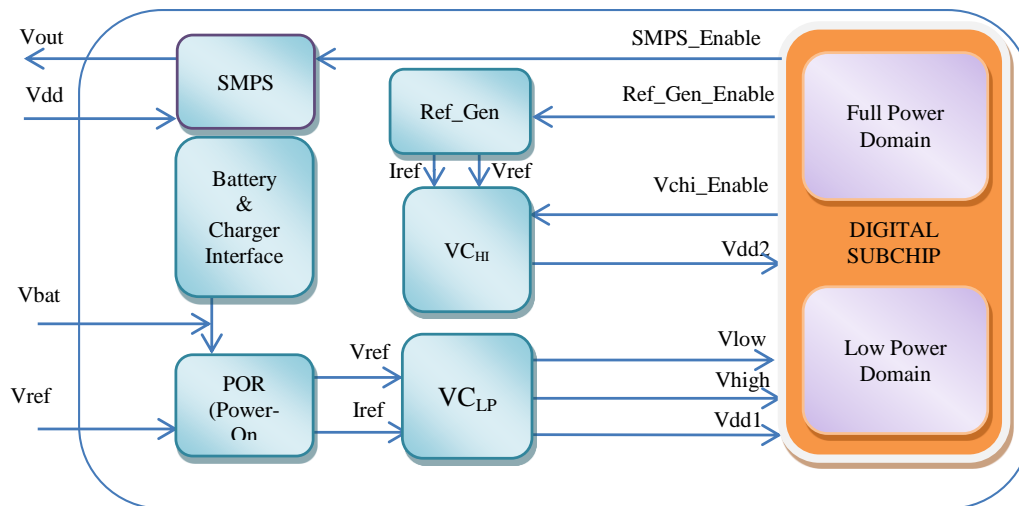 Vout
SMPS_Enable
SMPS
Vdd
Ref_Gen
Ref_Gen_Enable
Full Power
Domain
Iref
Vref
Battery
&
Charger
Interface
Vchi_Enable
VCHI
Vdd2
DIGITAL
SUBCHIP
Vbat
Vref
Vlow
Low Power
Domain
Vref
POR
(Power-
On
Iref
VCLP
Vhigh
Vdd1